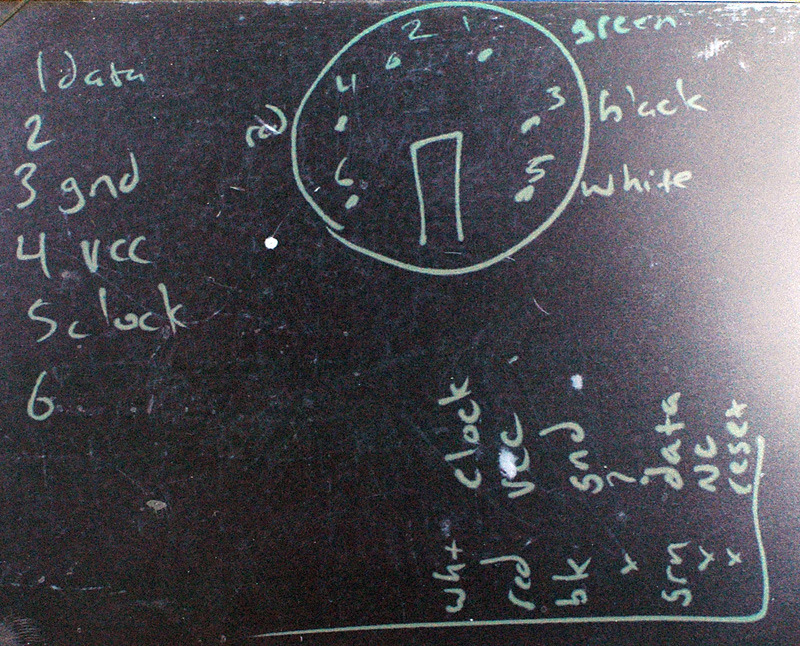 1 data
2
3 gnd
4 vcc
5 clock
6
2 1 green
4
red
3 black
6
5 white
wht clock
red vcc
bk gnd
x
grn data
x NC
x reset